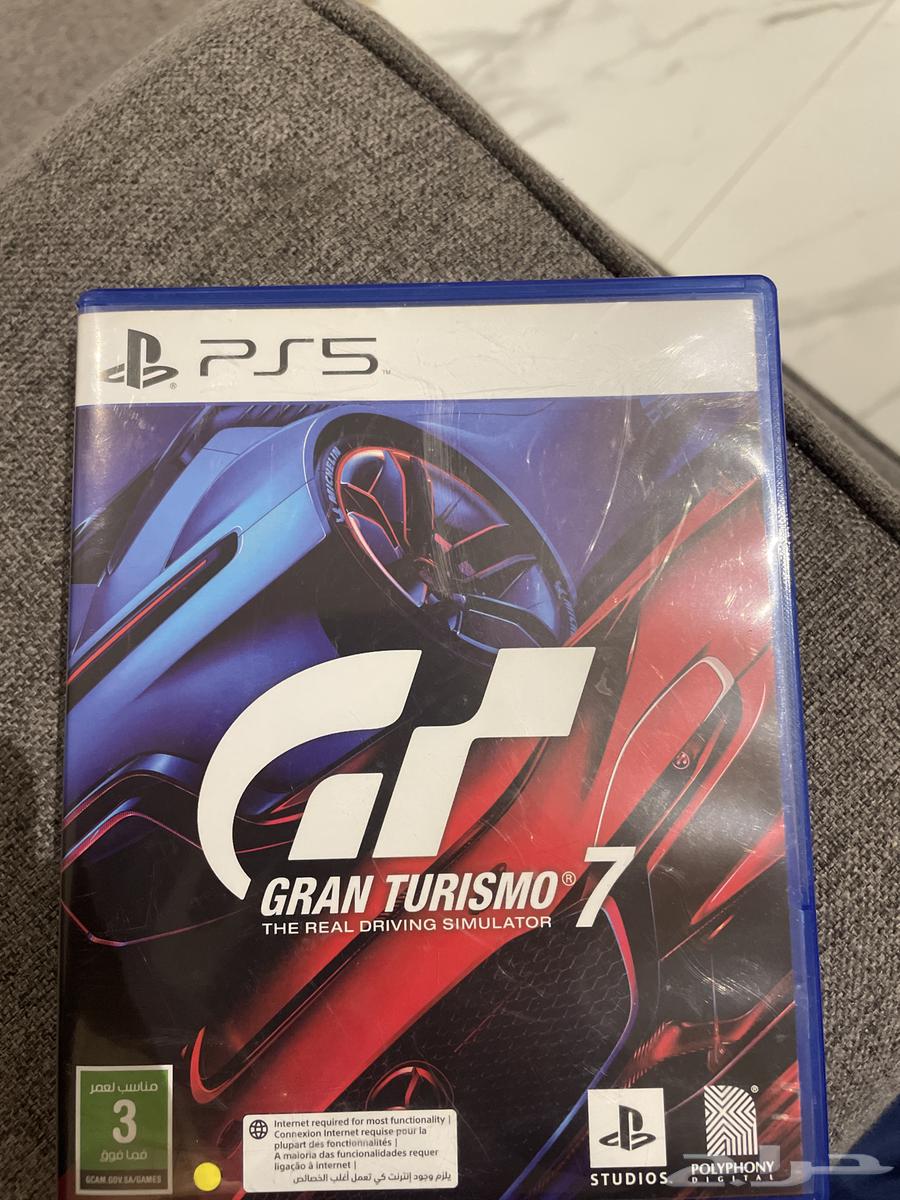 PS5
MICHELIN
GRAN TURISMO® 7
THE REAL DRIVING SIMULATOR
مناسب لعمر
3
فما فوق
GCAM.GOV.SA/GAMES
Internet required for most functionality |
Connexion Internet requise pour la
plupart des fonctionnalités |
A maioria das funcionalidades requer
ligação à internet |
يلزم وجود إنترنت كي تعمل أغلب الخصائص
STUDIOS
POLYPHONY
DIGITAL
حراج